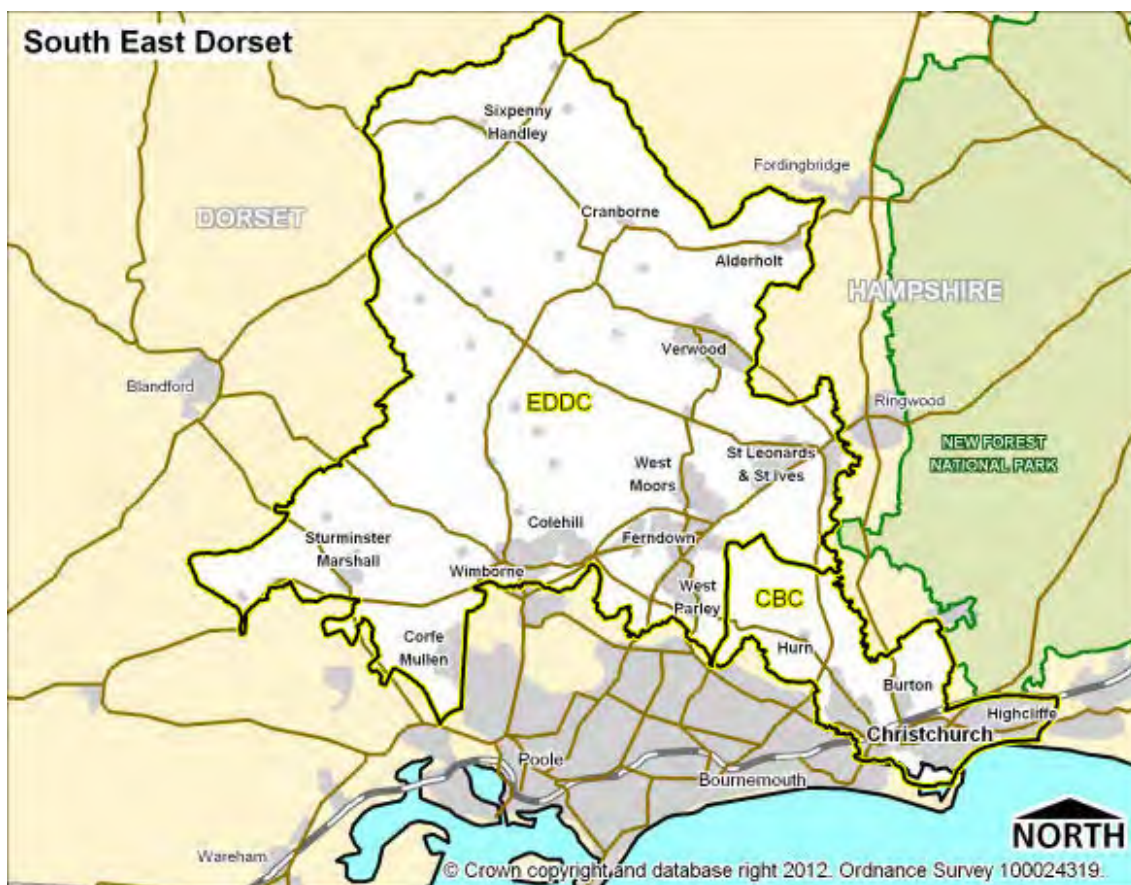 South East Dorset
Sixpenny
Handley
Fordingbridge
DORSET
Cranborne
Alderholt
HAMPSHIRE
Verwood
Blandford
EDDC
Ringwood
NEW FOREST
NATIONAL PARK
St Leonards
& St Ives
West
Moors
Colehill
Sturminster
Marshall
Ferndown
Wimborne
West
Parley
CBC
Corfe
Mullen
Hurn
Burton
Highcliffe
Christchurch
Poole
Bournemouth
NORTH
Wareham
© Crown copyright and database right 2012. Ordnance Survey 100024319.